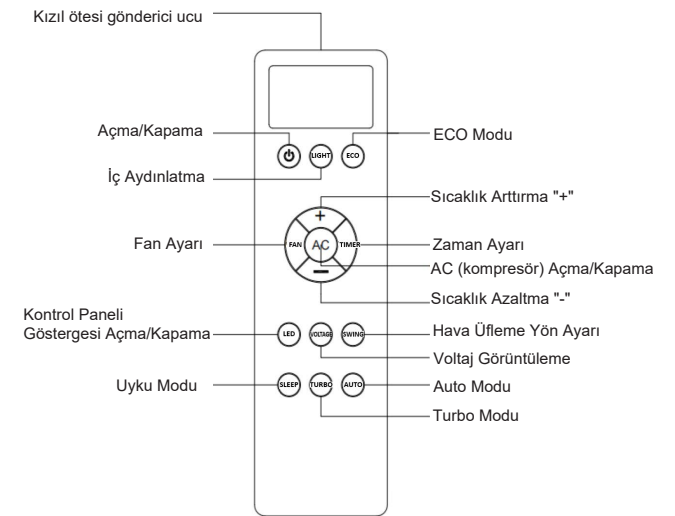 Kızıl ötesi gönderici ucu
Açma/Kapama
ECO Modu
LIGHT
ECO
İç Aydınlatma
Sıcaklık Arttırma "+"
+
Fan Ayarı
FAN
AC
TIMER
Zaman Ayarı
AC (kompresör) Açma/Kapama
Sıcaklık Azaltma "-"
Kontrol Paneli
Göstergesi Açma/Kapama
LED
VOLTAGE
SWING
Hava Üfleme Yön Ayarı
Voltaj Görüntüleme
Uyku Modu
SLEEP
TURBO
AUTO
Auto Modu
Turbo Modu